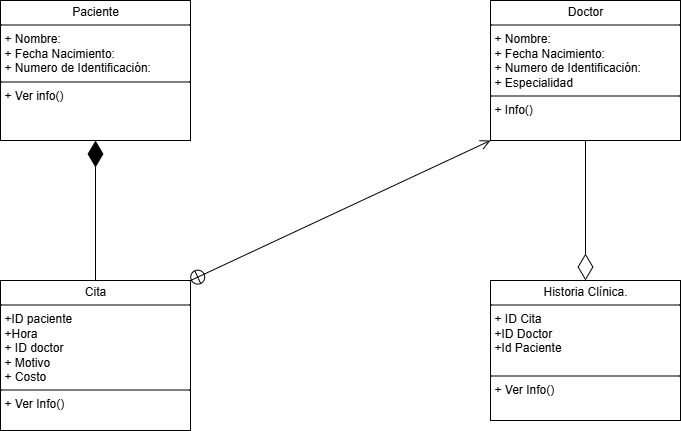 Paciente
+ Nombre:
+ Fecha Nacimiento:
+ Numero de Identificación:
+ Ver info()
Doctor
+ Nombre:
+ Fecha Nacimiento:
+ Numero de Identificación:
+ Especialidad
+ Info()
Cita
+ID paciente
+Hora
+ ID doctor
+ Motivo
+ Costo
+ Ver Info()
Historia Clínica.
+ ID Cita
+ID Doctor
+Id Paciente
+ Ver Info()